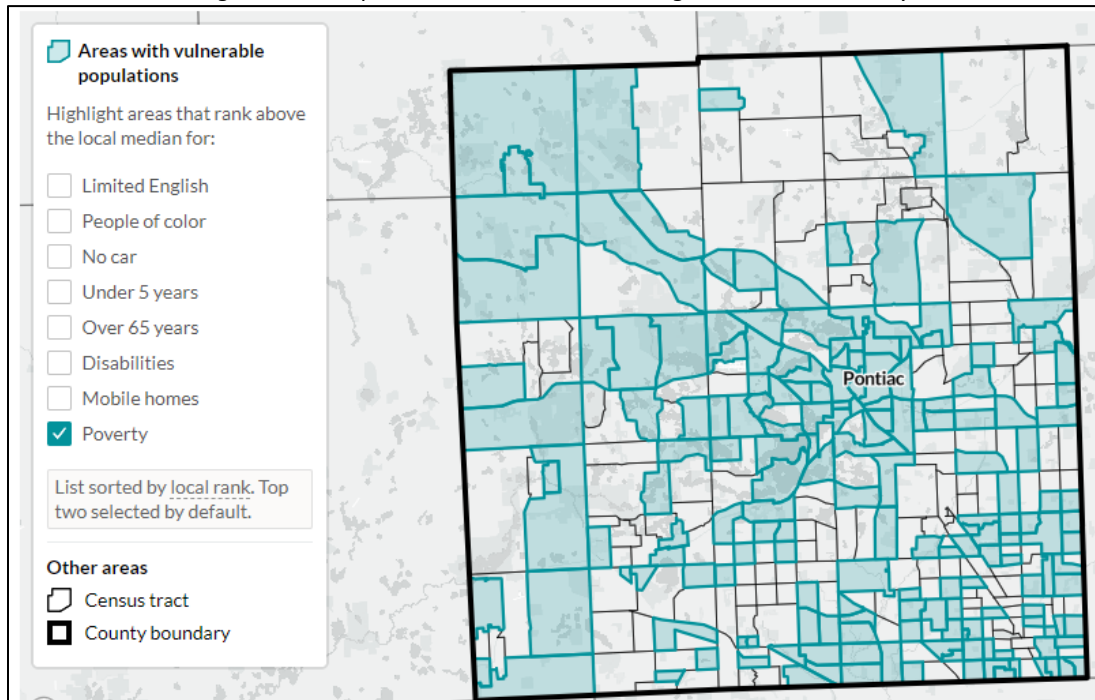 Areas with vulnerable
populations
Highlight areas that rank above
the local median for:
Limited English
People of color
No car
Under 5 years
Over 65 years
Disabilities
Mobile homes
Poverty
List sorted by local rank. Top
two selected by default.
Other areas
Census tract
County boundary
Pontiac